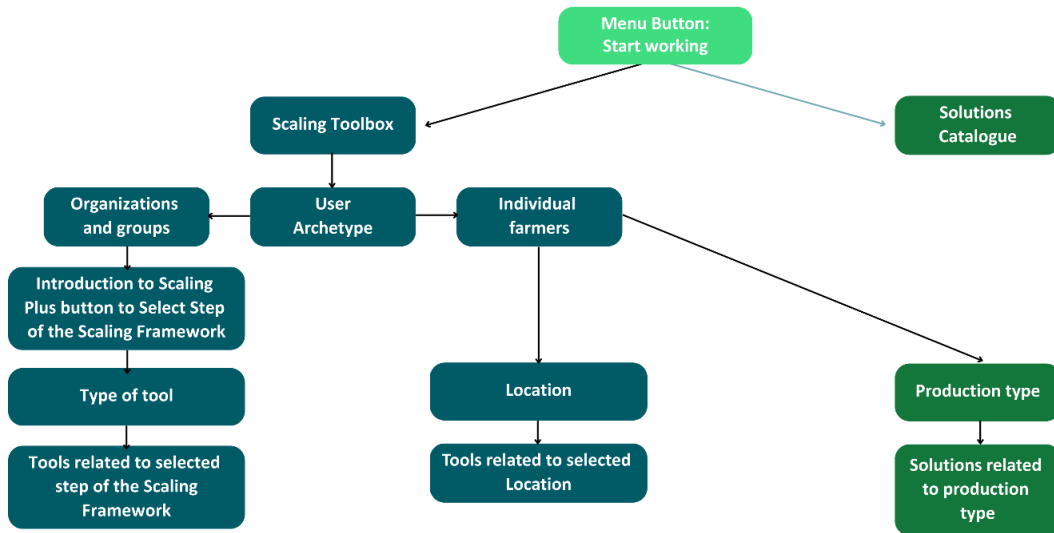 Menu Button:
Start working
Scaling Toolbox
Solutions
Catalogue
Organizations
and groups
User
Archetype
Individual
farmers
Introduction to Scaling
Plus button to Select Step
of the Scaling Framework
Type of tool
Location
Production type
Tools related to selected
step of the Scaling
Framework
Tools related to selected
Location
Solutions related
to production
type